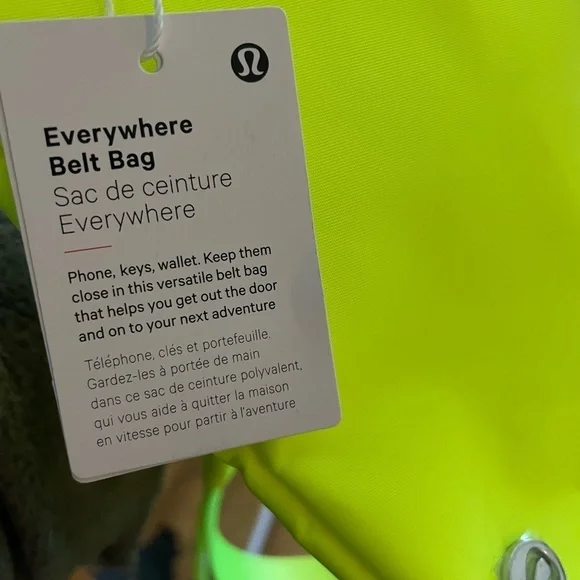 Everywhere
Belt Bag
Sac de ceinture
Everywhere
Phone, keys, wallet. Keep them
close in this versatile belt bag
that helps you get out the door
and on to your next adventure
Téléphone, clés et portefeuille.
Gardez-les à portée de main
dans ce sac de ceinture polyvalent,
qui vous aide à quitter la maison
en vitesse pour partir à l'aventure